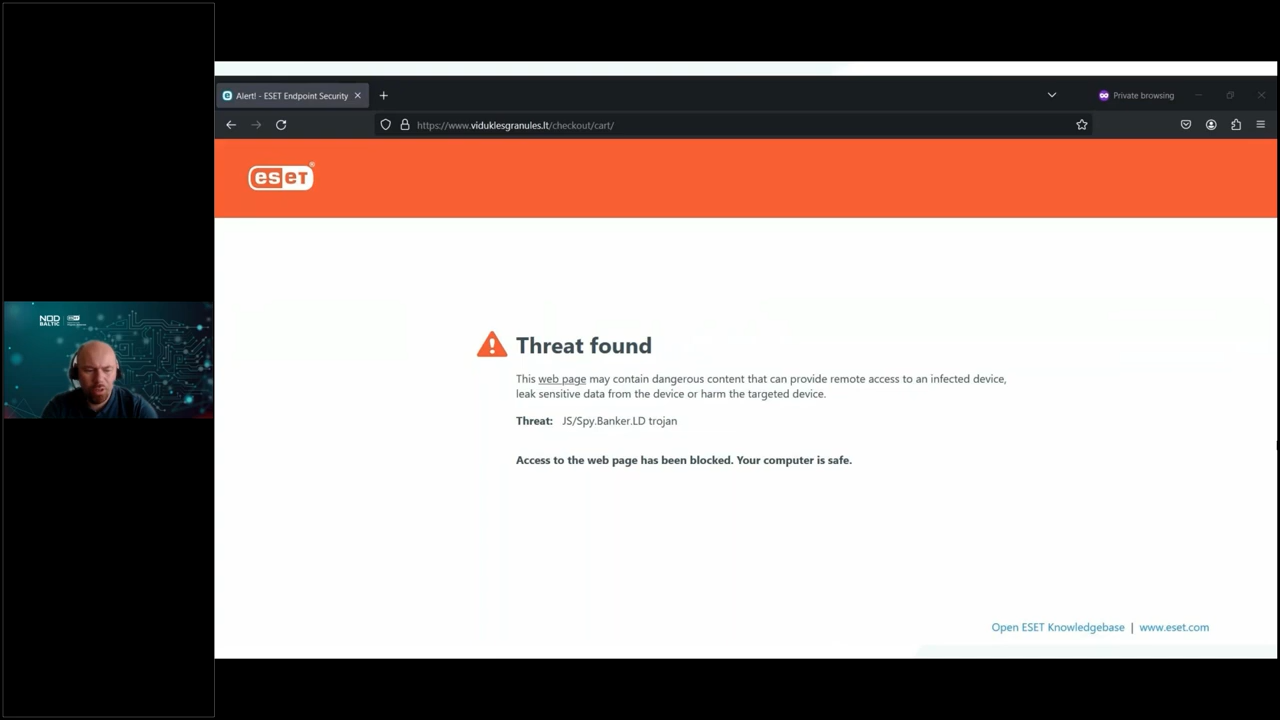 Alert! - ESET Endpoint Security
Private browsing
https://www.viduklesgranules.lt/checkout/cart/
eseT
NOD
BALTIC
eseT
Threat found
This web page may contain dangerous content that can provide remote access to an infected device,
leak sensitive data from the device or harm the targeted device.
Threat: JS/Spy.Banker.LD trojan
Access to the web page has been blocked. Your computer is safe.
Open ESET Knowledgebase | www.eset.com